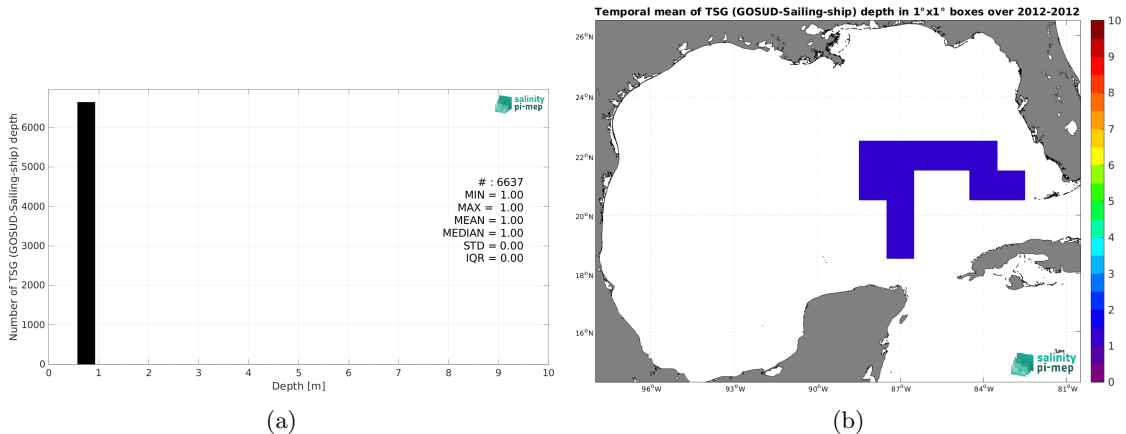 Number of TSG (GOSUD-Sailing-ship) depth
6000
5000
4000
3000
2000
1000
0
0 1 2 3 4 5 6 7 8 9 10
Depth [m]
salinity
pi-mep
# : 6637
MIN = 1.00
MAX = 1.00
MEAN = 1.00
MEDIAN = 1.00
STD = 0.00
IQR = 0.00
(a)
Temporal mean of TSG (GOSUD-Sailing-ship) depth in 1°x1° boxes over 2012-2012
26°N
24°N
22°N
20°N
18°N
16°N
96°W 93°W 90°W 87°W 84°W 81°W
salinity
pi-mep
10
9
8
7
6
5
4
3
2
1
0
(b)